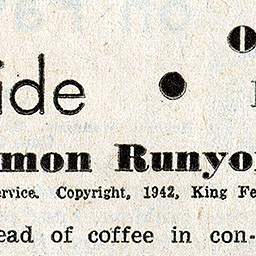 ide •
mon Runyo
ervice. Copyright, 1942, King Fe
ead of coffee in con-